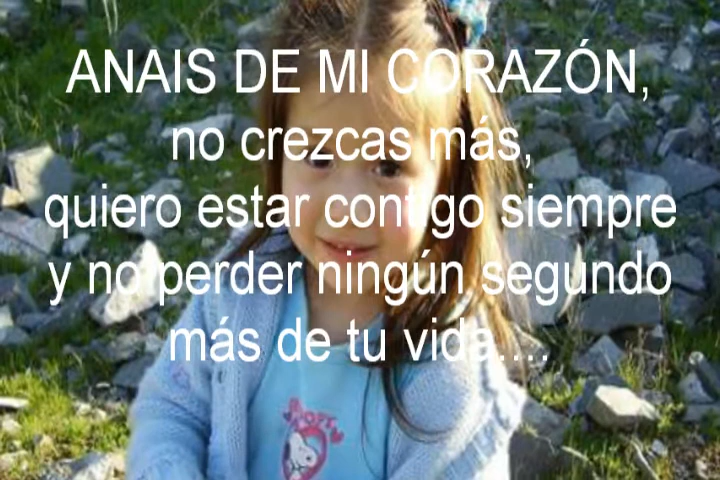 ANAIS DE MI CORAZÓN,
no crezcas más,
quiero estar contigo siempre
y no perder ningún segundo
más de tu vida....